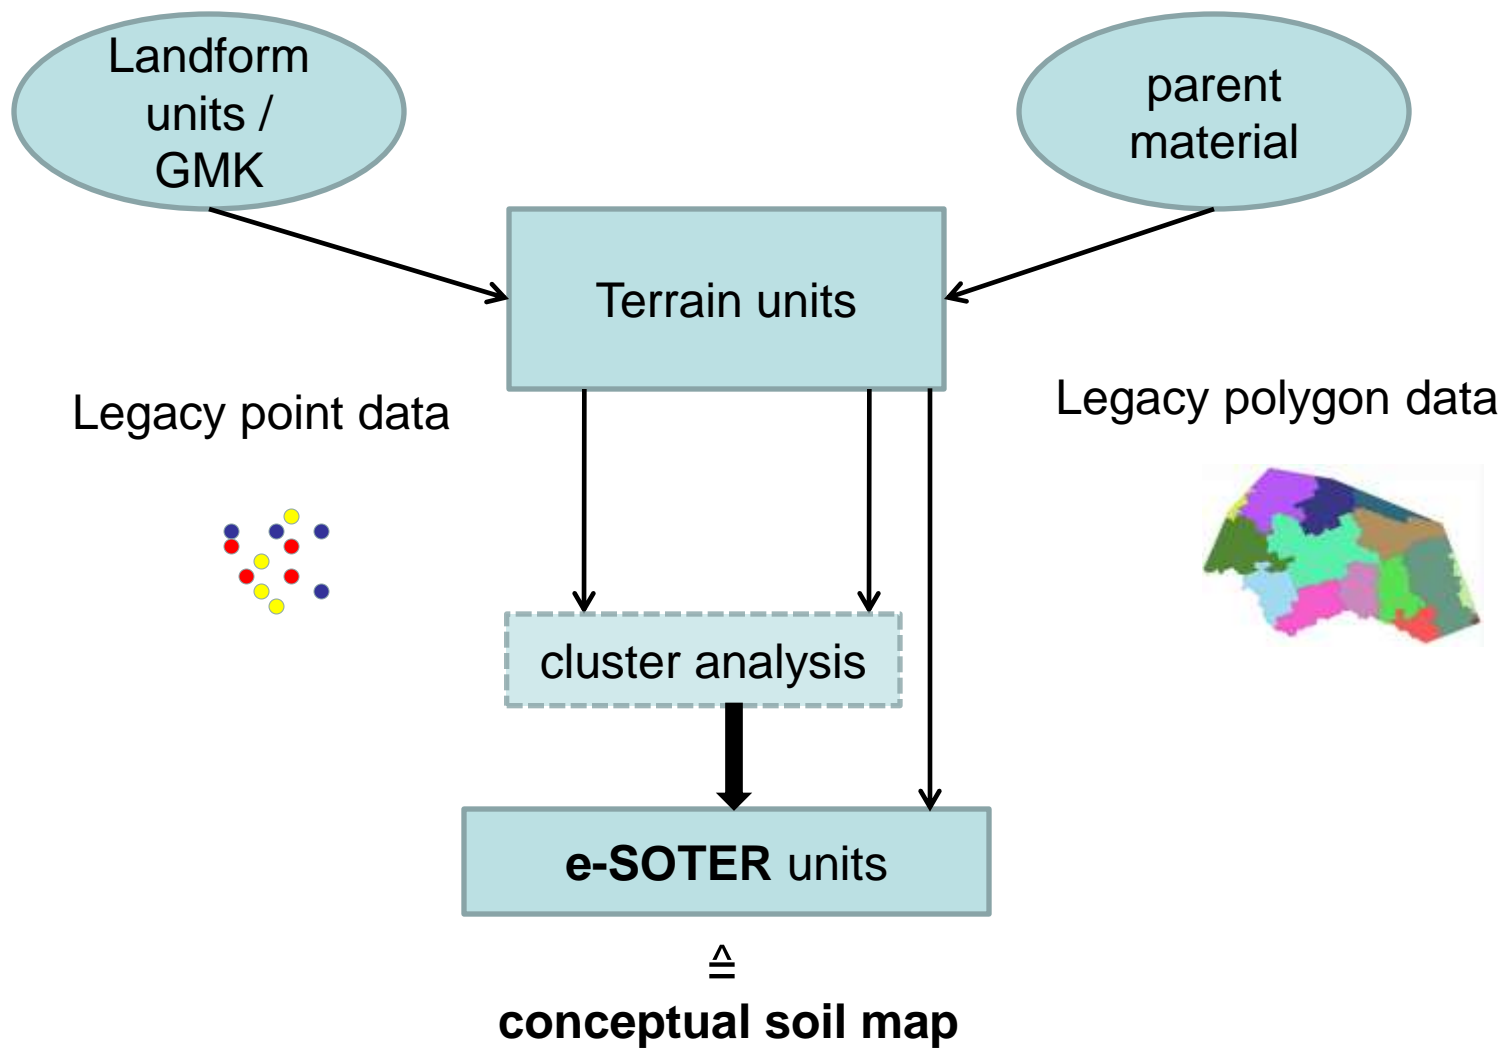 Landform
units /
GMK
parent
material
Terrain units
Legacy point data
Legacy polygon data
cluster analysis
e-SOTER units
≙
conceptual soil map